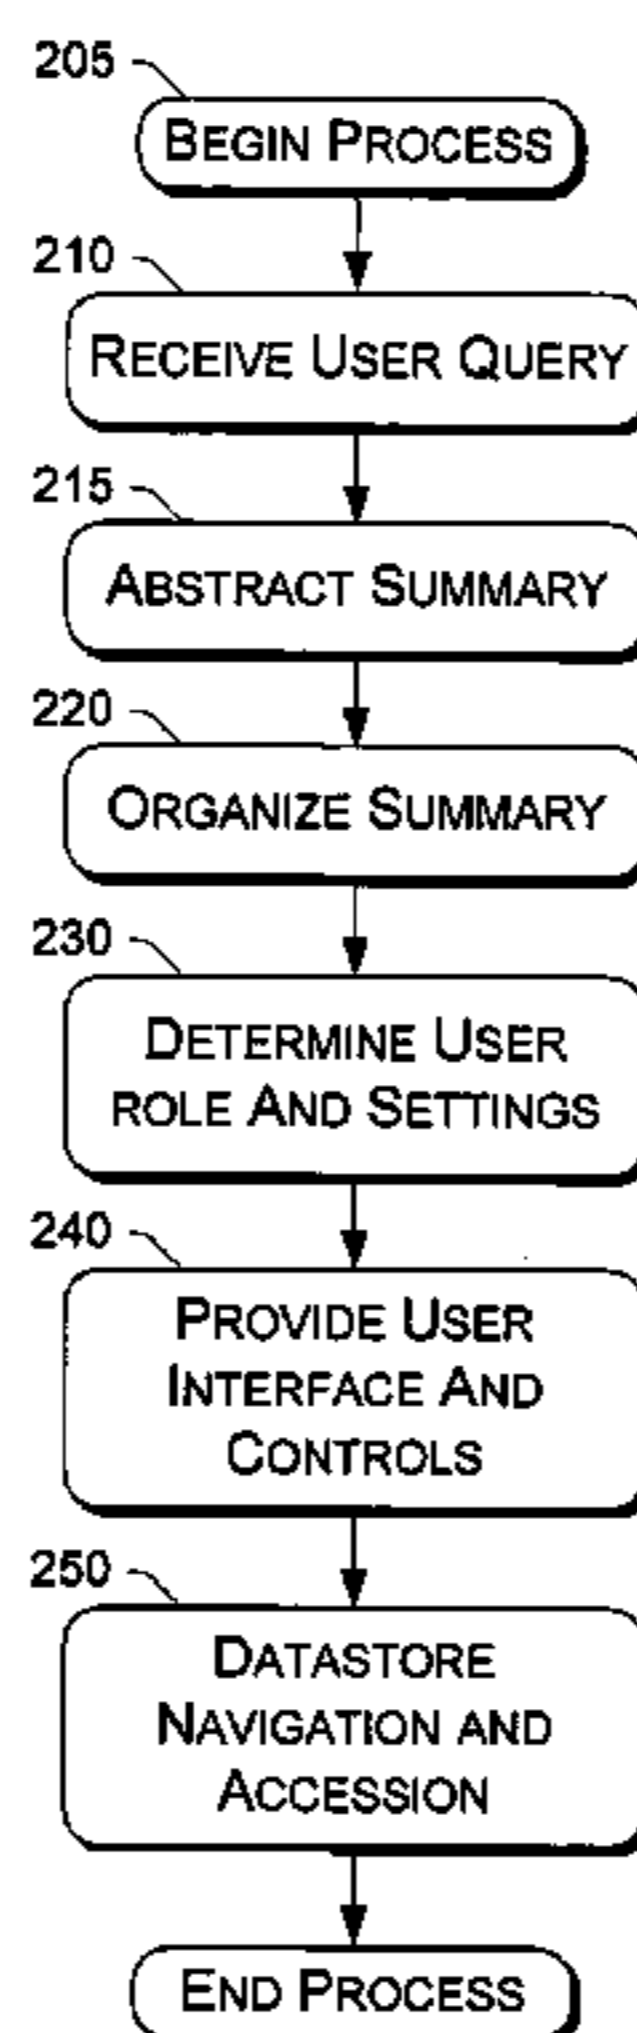 205
BEGIN PROCESS
210
RECEIVE USER QUERY
215
ABSTRACT SUMMARY
220
ORGANIZE SUMMARY
230
DETERMINE USER
ROLE AND SETTINGS
240
PROVIDE USER
INTERFACE AND
CONTROLS
250
DATASTORE
NAVIGATION AND
ACCESSION
END PROCESS